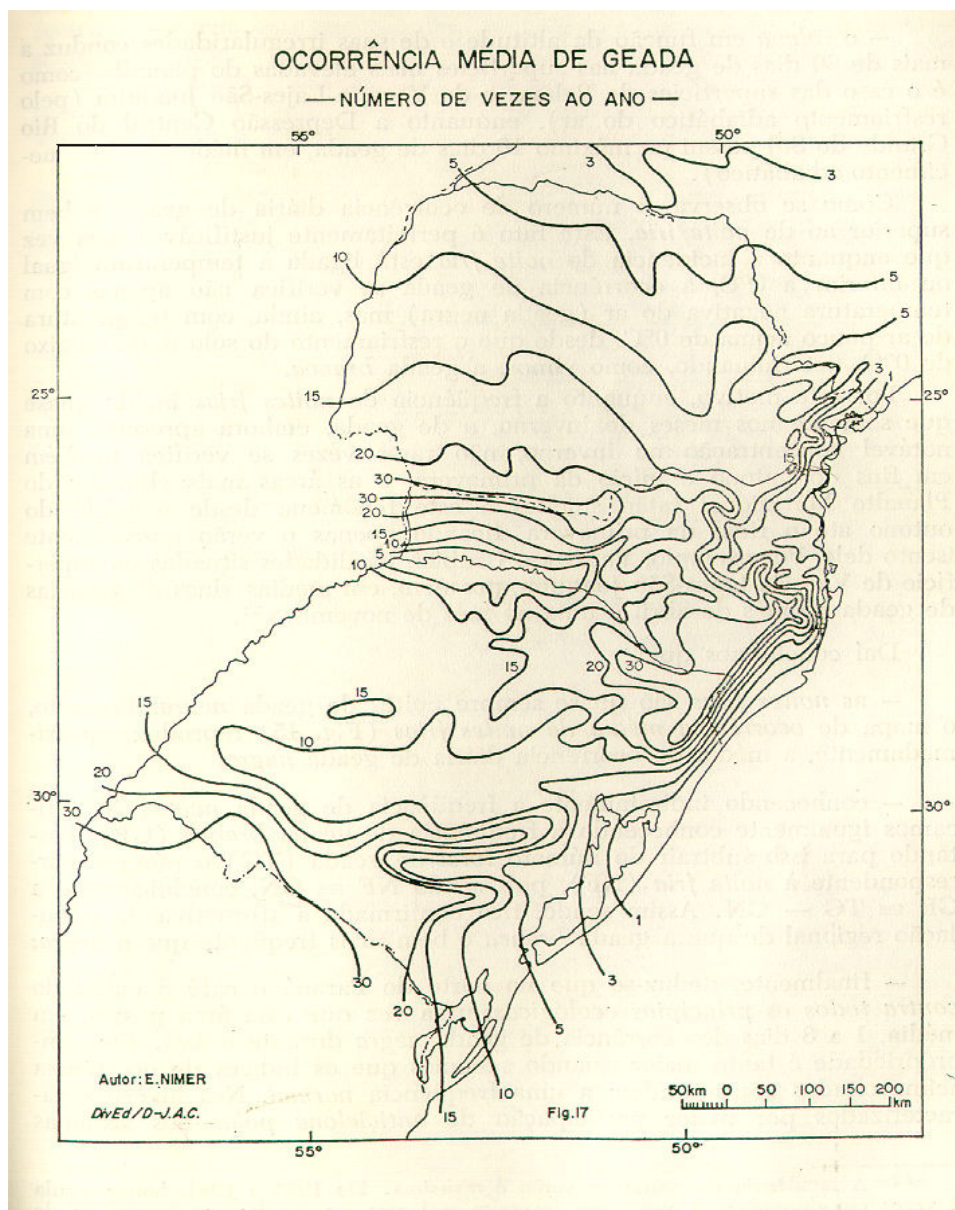 OCORRÊNCIA MÉDIA DE GEADA
— NÚMERO DE VEZES AO ANO —
55° 50°
5 3 3
10
5
5
25° 3 1 25°
15
15
20
30
20
15
10
5
10
15 20 30
15 15
10
20
30° 30°
30
1
30 3
20 5
Autor: E. NIMER
10
DivEd/D-J.A.C. 15 Fig.17
50km 0 50 100 150 200
km
55° 50°